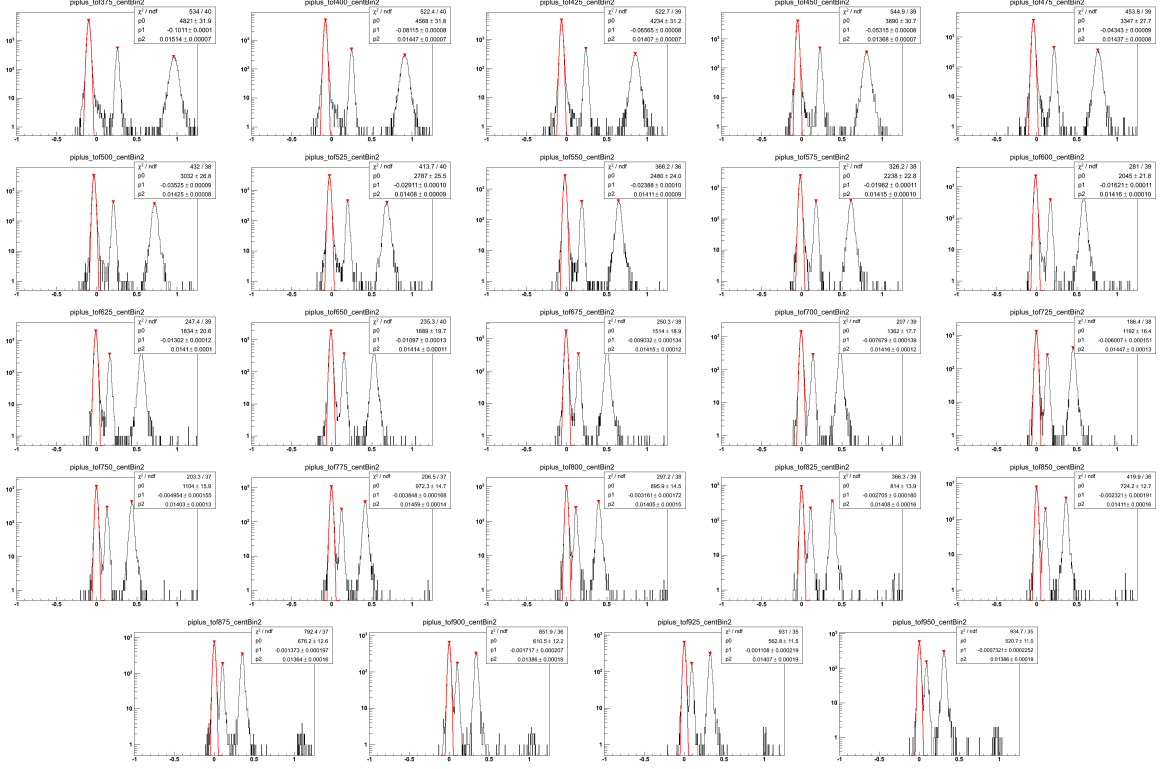 piplus_tof375_centBin2
χ² / ndf 534 / 40
p0 4821 ± 31.9
p1 -0.1011 ± 0.0001
p2 0.01514 ± 0.00007
piplus_tof400_centBin2
χ² / ndf 522.4 / 40
p0 4568 ± 31.8
p1 -0.08115 ± 0.00008
p2 0.01447 ± 0.00007
piplus_tof425_centBin2
χ² / ndf 522.7 / 39
p0 4234 ± 31.2
p1 -0.06565 ± 0.00008
p2 0.01407 ± 0.00007
piplus_tof450_centBin2
χ² / ndf 544.9 / 39
p0 3890 ± 30.7
p1 -0.05315 ± 0.00008
p2 0.01368 ± 0.00007
piplus_tof475_centBin2
χ² / ndf 453.8 / 39
p0 3347 ± 27.7
p1 -0.04343 ± 0.00009
p2 0.01437 ± 0.00008
piplus_tof500_centBin2
χ² / ndf 432 / 38
p0 3032 ± 26.8
p1 -0.03525 ± 0.00009
p2 0.01425 ± 0.00008
piplus_tof525_centBin2
χ² / ndf 413.7 / 40
p0 2787 ± 25.5
p1 -0.02911 ± 0.00010
p2 0.01408 ± 0.00009
piplus_tof550_centBin2
χ² / ndf 366.2 / 36
p0 2480 ± 24.0
p1 -0.02388 ± 0.00010
p2 0.01411 ± 0.00009
piplus_tof575_centBin2
χ² / ndf 326.2 / 38
p0 2238 ± 22.8
p1 -0.01982 ± 0.00011
p2 0.01415 ± 0.00010
piplus_tof600_centBin2
χ² / ndf 281 / 39
p0 2045 ± 21.6
p1 -0.01621 ± 0.00011
p2 0.01416 ± 0.00010
piplus_tof625_centBin2
χ² / ndf 247.4 / 39
p0 1834 ± 20.6
p1 -0.01302 ± 0.00012
p2 0.0141 ± 0.0001
piplus_tof650_centBin2
χ² / ndf 235.3 / 40
p0 1689 ± 19.7
p1 -0.01097 ± 0.00013
p2 0.01414 ± 0.00011
piplus_tof675_centBin2
χ² / ndf 250.3 / 38
p0 1514 ± 18.9
p1 -0.009032 ± 0.000134
p2 0.01415 ± 0.00012
piplus_tof700_centBin2
χ² / ndf 207 / 39
p0 1362 ± 17.7
p1 -0.007679 ± 0.000139
p2 0.01416 ± 0.00012
piplus_tof725_centBin2
χ² / ndf 186.4 / 38
p0 1192 ± 16.4
p1 -0.006007 ± 0.000151
p2 0.01447 ± 0.00013
piplus_tof750_centBin2
χ² / ndf 203.3 / 37
p0 1104 ± 15.9
p1 -0.004954 ± 0.000155
p2 0.01403 ± 0.00013
piplus_tof775_centBin2
χ² / ndf 206.5 / 37
p0 972.3 ± 14.7
p1 -0.003848 ± 0.000168
p2 0.01459 ± 0.00014
piplus_tof800_centBin2
χ² / ndf 297.2 / 38
p0 895.9 ± 14.5
p1 -0.003161 ± 0.000172
p2 0.01405 ± 0.00015
piplus_tof825_centBin2
χ² / ndf 366.3 / 39
p0 814 ± 13.9
p1 -0.002705 ± 0.000180
p2 0.01408 ± 0.00016
piplus_tof850_centBin2
χ² / ndf 419.9 / 36
p0 724.2 ± 12.7
p1 -0.002321 ± 0.000191
p2 0.01411 ± 0.00016
piplus_tof875_centBin2
χ² / ndf 792.4 / 37
p0 676.2 ± 12.6
p1 -0.001373 ± 0.000197
p2 0.01364 ± 0.00016
piplus_tof900_centBin2
χ² / ndf 851.9 / 36
p0 610.5 ± 12.2
p1 -0.001717 ± 0.000207
p2 0.01386 ± 0.00019
piplus_tof925_centBin2
χ² / ndf 931 / 35
p0 562.8 ± 11.5
p1 -0.001108 ± 0.000219
p2 0.01407 ± 0.00019
piplus_tof950_centBin2
χ² / ndf 934.7 / 35
p0 520.7 ± 11.0
p1 -0.0007321 ± 0.0002252
p2 0.01386 ± 0.00019